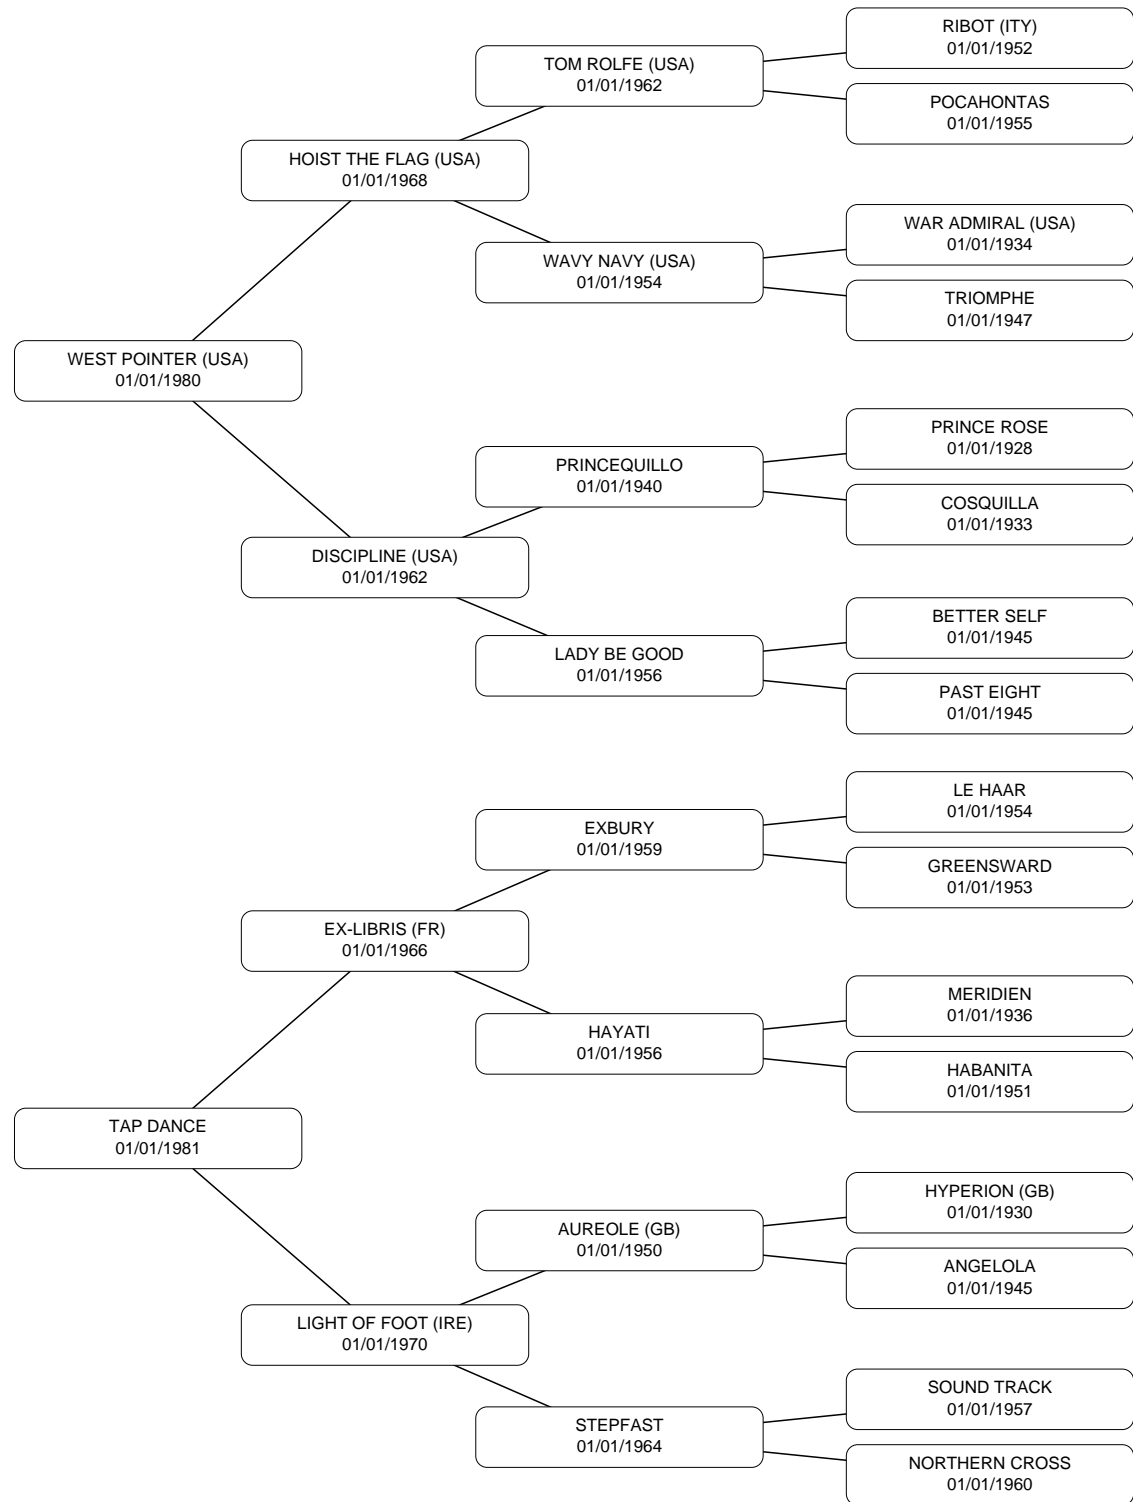 RIBOT (ITY)
01/01/1952
TOM ROLFE (USA)
01/01/1962
POCAHONTAS
01/01/1955
HOIST THE FLAG (USA)
01/01/1968
WAR ADMIRAL (USA)
01/01/1934
WAVY NAVY (USA)
01/01/1954
TRIOMPHE
01/01/1947
WEST POINTER (USA)
01/01/1980
PRINCE ROSE
01/01/1928
PRINCEQUILLO
01/01/1940
COSQUILLA
01/01/1933
DISCIPLINE (USA)
01/01/1962
BETTER SELF
01/01/1945
LADY BE GOOD
01/01/1956
PAST EIGHT
01/01/1945
LE HAAR
01/01/1954
EXBURY
01/01/1959
GREENSWARD
01/01/1953
EX-LIBRIS (FR)
01/01/1966
MERIDIEN
01/01/1936
HAYATI
01/01/1956
HABANITA
01/01/1951
TAP DANCE
01/01/1981
HYPERION (GB)
01/01/1930
AUREOLE (GB)
01/01/1950
ANGELOLA
01/01/1945
LIGHT OF FOOT (IRE)
01/01/1970
SOUND TRACK
01/01/1957
STEPFAST
01/01/1964
NORTHERN CROSS
01/01/1960